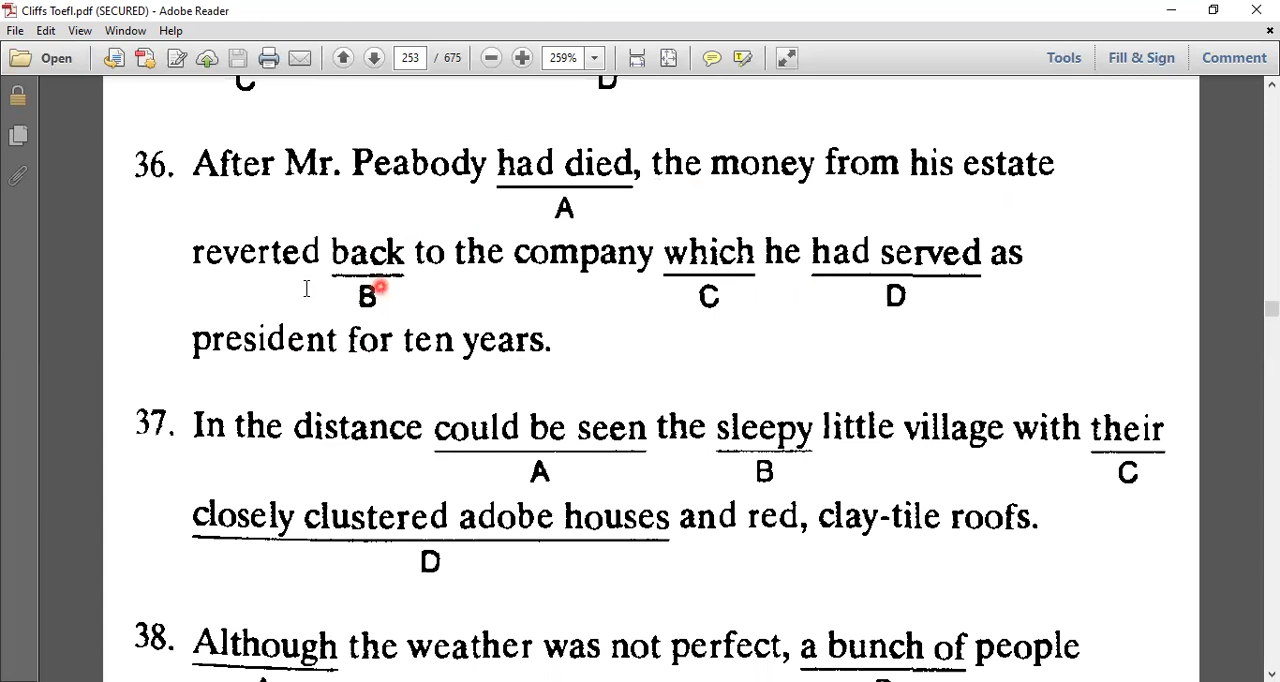 Cliffs Toefl.pdf (SECURED) - Adobe Reader
File Edit View Window Help
Open 253 / 675 259% Tools Fill & Sign Comment
C D
36. After Mr. Peabody had died, the money from his estate
A
reverted back to the company which he had served as
B C D
president for ten years.
37. In the distance could be seen the sleepy little village with their
A B C
closely clustered adobe houses and red, clay-tile roofs.
D
38. Although the weather was not perfect, a bunch of people